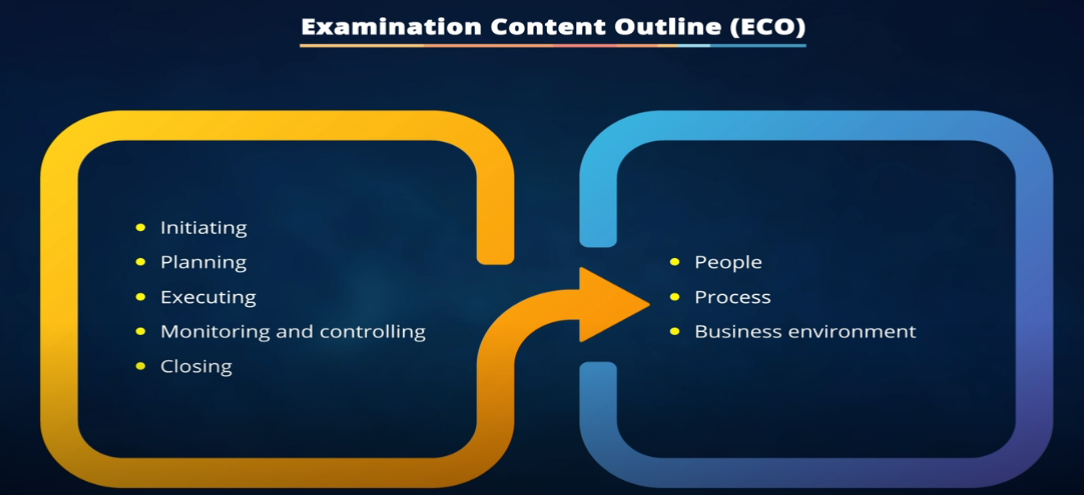 Examination Content Outline (ECO)
Initiating
Planning
Executing
Monitoring and controlling
Closing
People
Process
Business environment